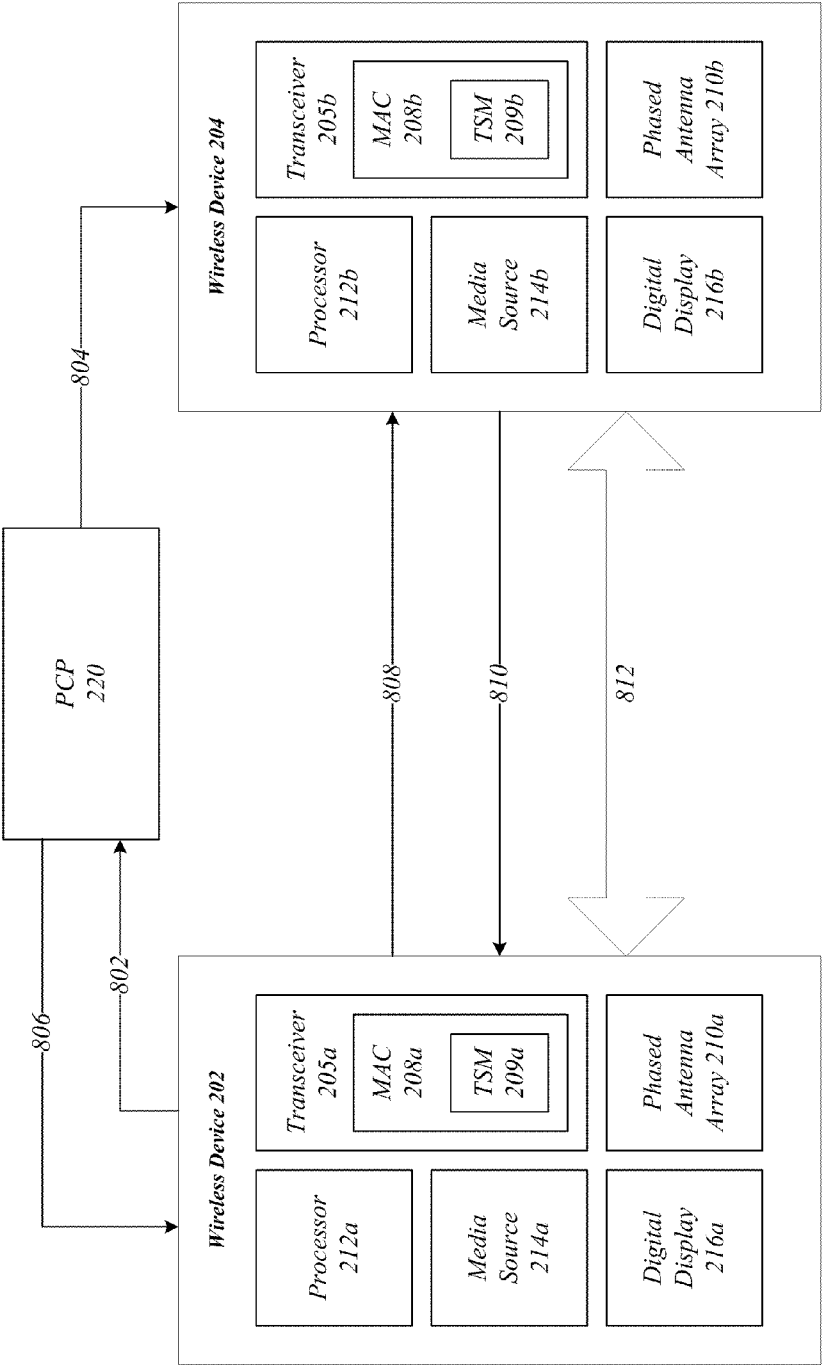 PCP
220
806
802
804
Wireless Device 202
Processor
212a
Transceiver
205a
MAC
208a
TSM
209a
Media
Source
214a
Digital
Display
216a
Phased
Antenna
Array 210a
808
810
812
Wireless Device 204
Processor
212b
Transceiver
205b
MAC
208b
TSM
209b
Media
Source
214b
Digital
Display
216b
Phased
Antenna
Array 210b